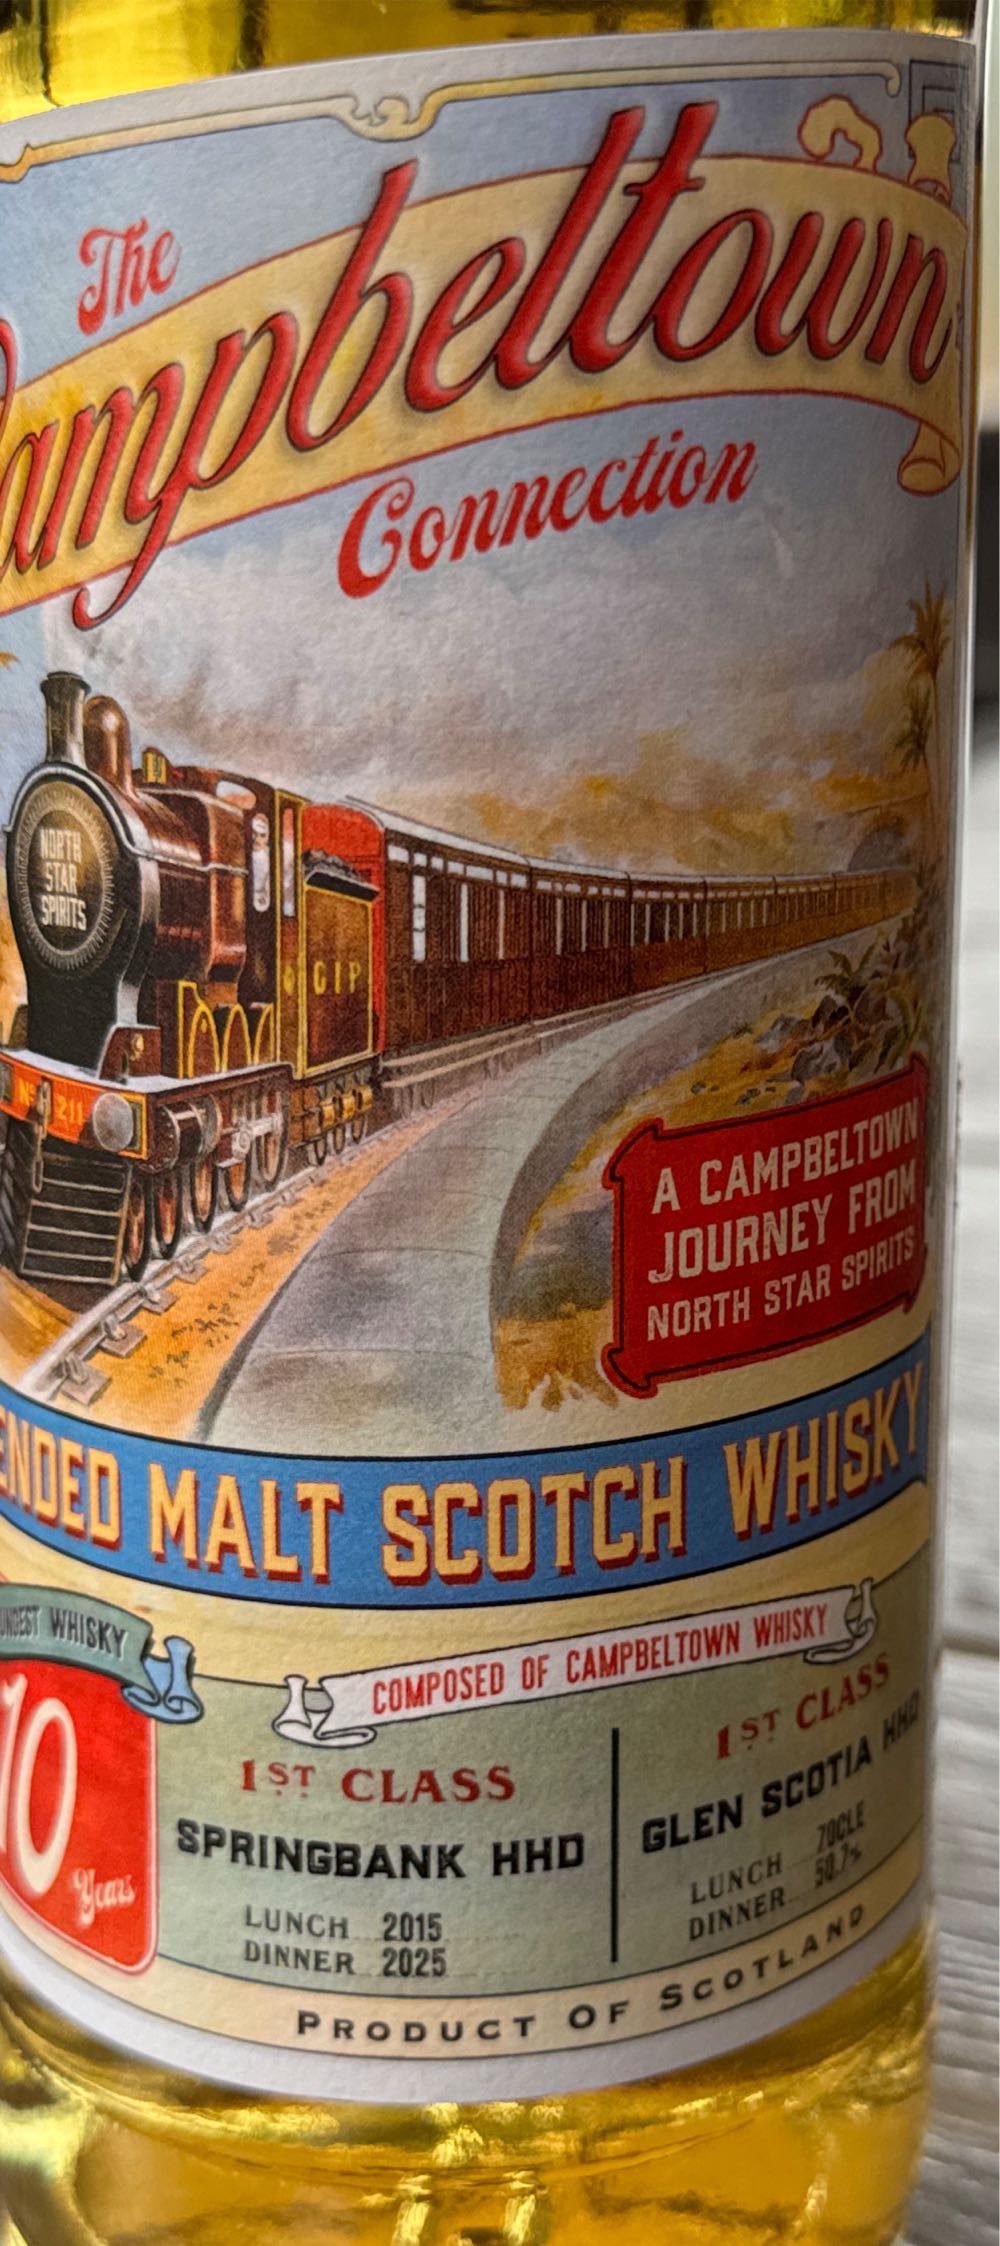 The
Campbeltown
Connection
NORTH
STAR
SPIRITS
GIP
Nº 211
A CAMPBELTOWN
JOURNEY FROM
NORTH STAR SPIRITS
ENDED MALT SCOTCH WHISKY
UNGEST WHISKY
10
Years
COMPOSED OF CAMPBELTOWN WHISKY
1ST CLASS
SPRINGBANK HHD
LUNCH 2015
DINNER 2025
1ST CLASS
GLEN SCOTIA HHD
LUNCH 70CLE
DINNER 50.7%
PRODUCT OF SCOTLAND